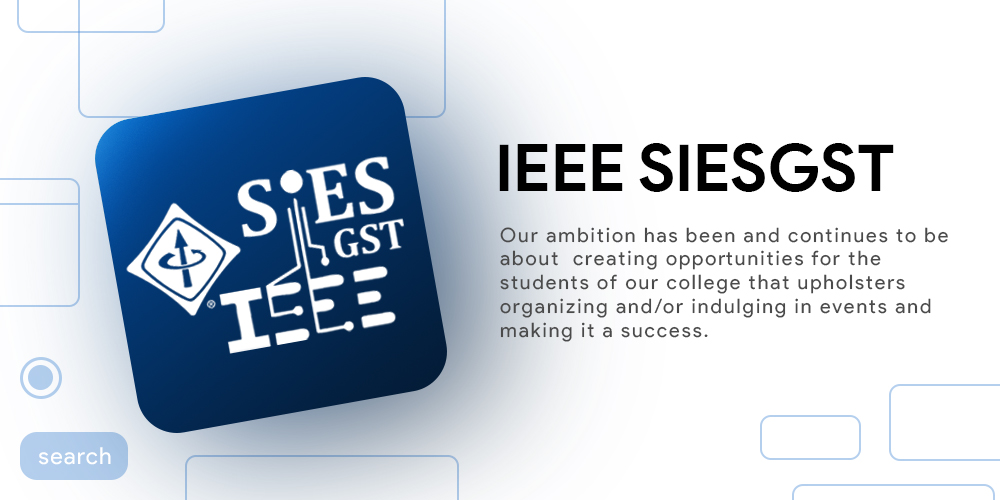 SIES
GST
®
IEEE
IEEE SIESGST
Our ambition has been and continues to be
about creating opportunities for the
students of our college that upholsters
organizing and/or indulging in events and
making it a success.
search